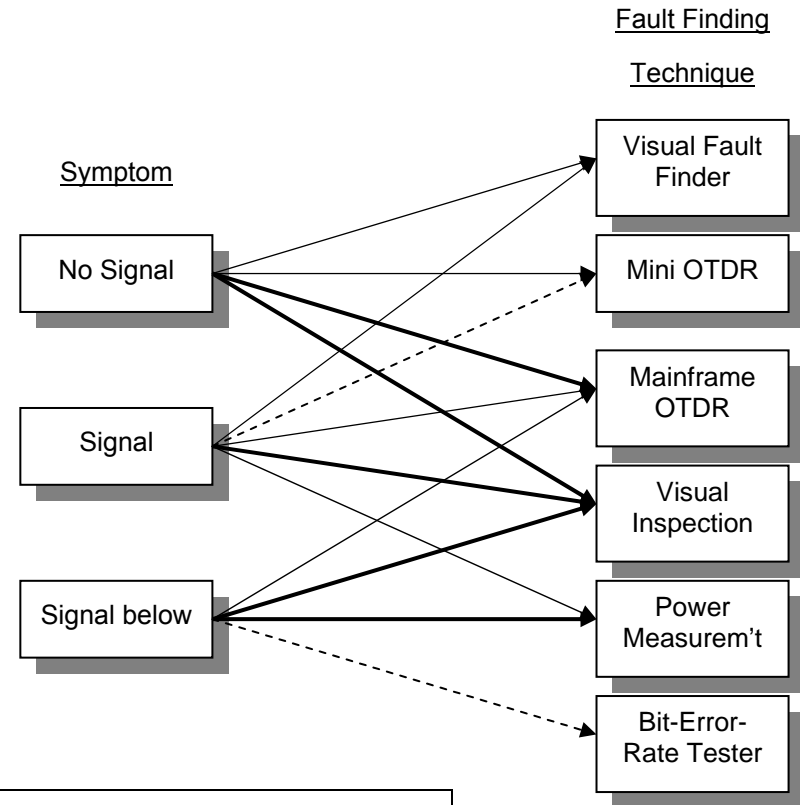 Fault Finding
Technique
Symptom
Visual Fault
Finder
No Signal
Mini OTDR
Mainframe
OTDR
Signal
Visual
Inspection
Signal below
Power
Measurem't
Bit-Error-
Rate Tester